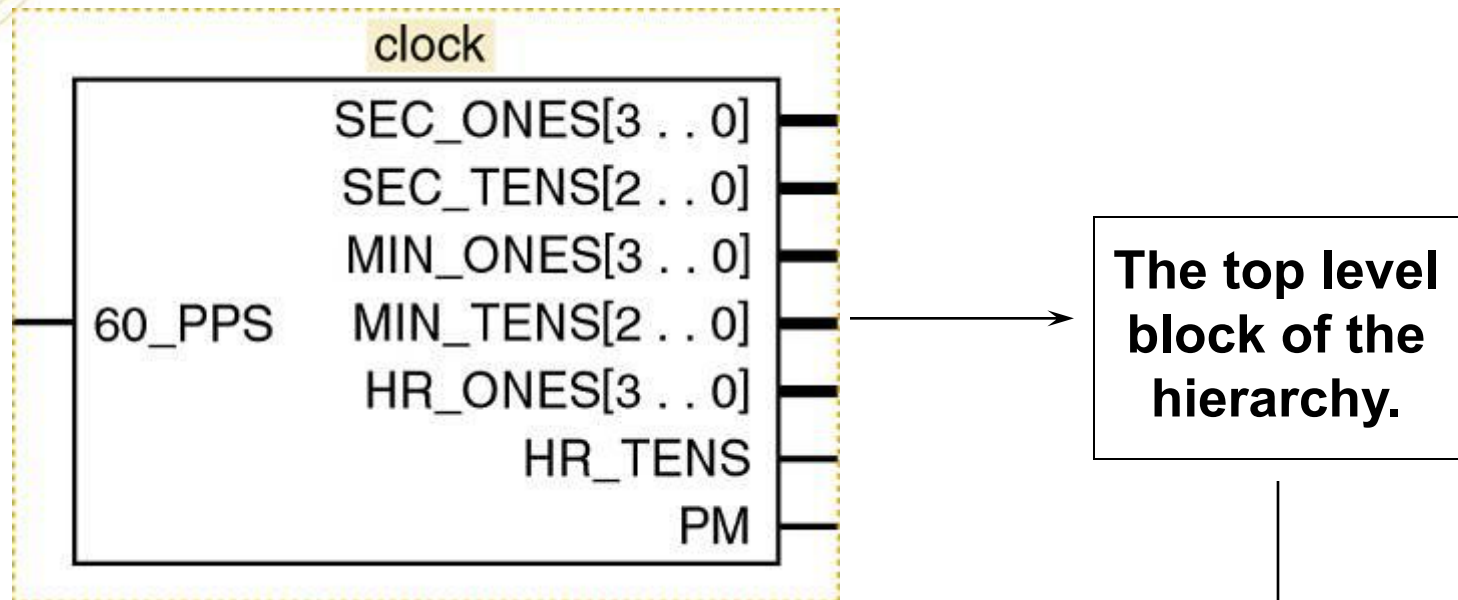 clock
SEC_ONES[3 . . 0]
SEC_TENS[2 . . 0]
MIN_ONES[3 . . 0]
60_PPS MIN_TENS[2 . . 0]
HR_ONES[3 . . 0]
HR_TENS
PM
The top level
block of the
hierarchy.